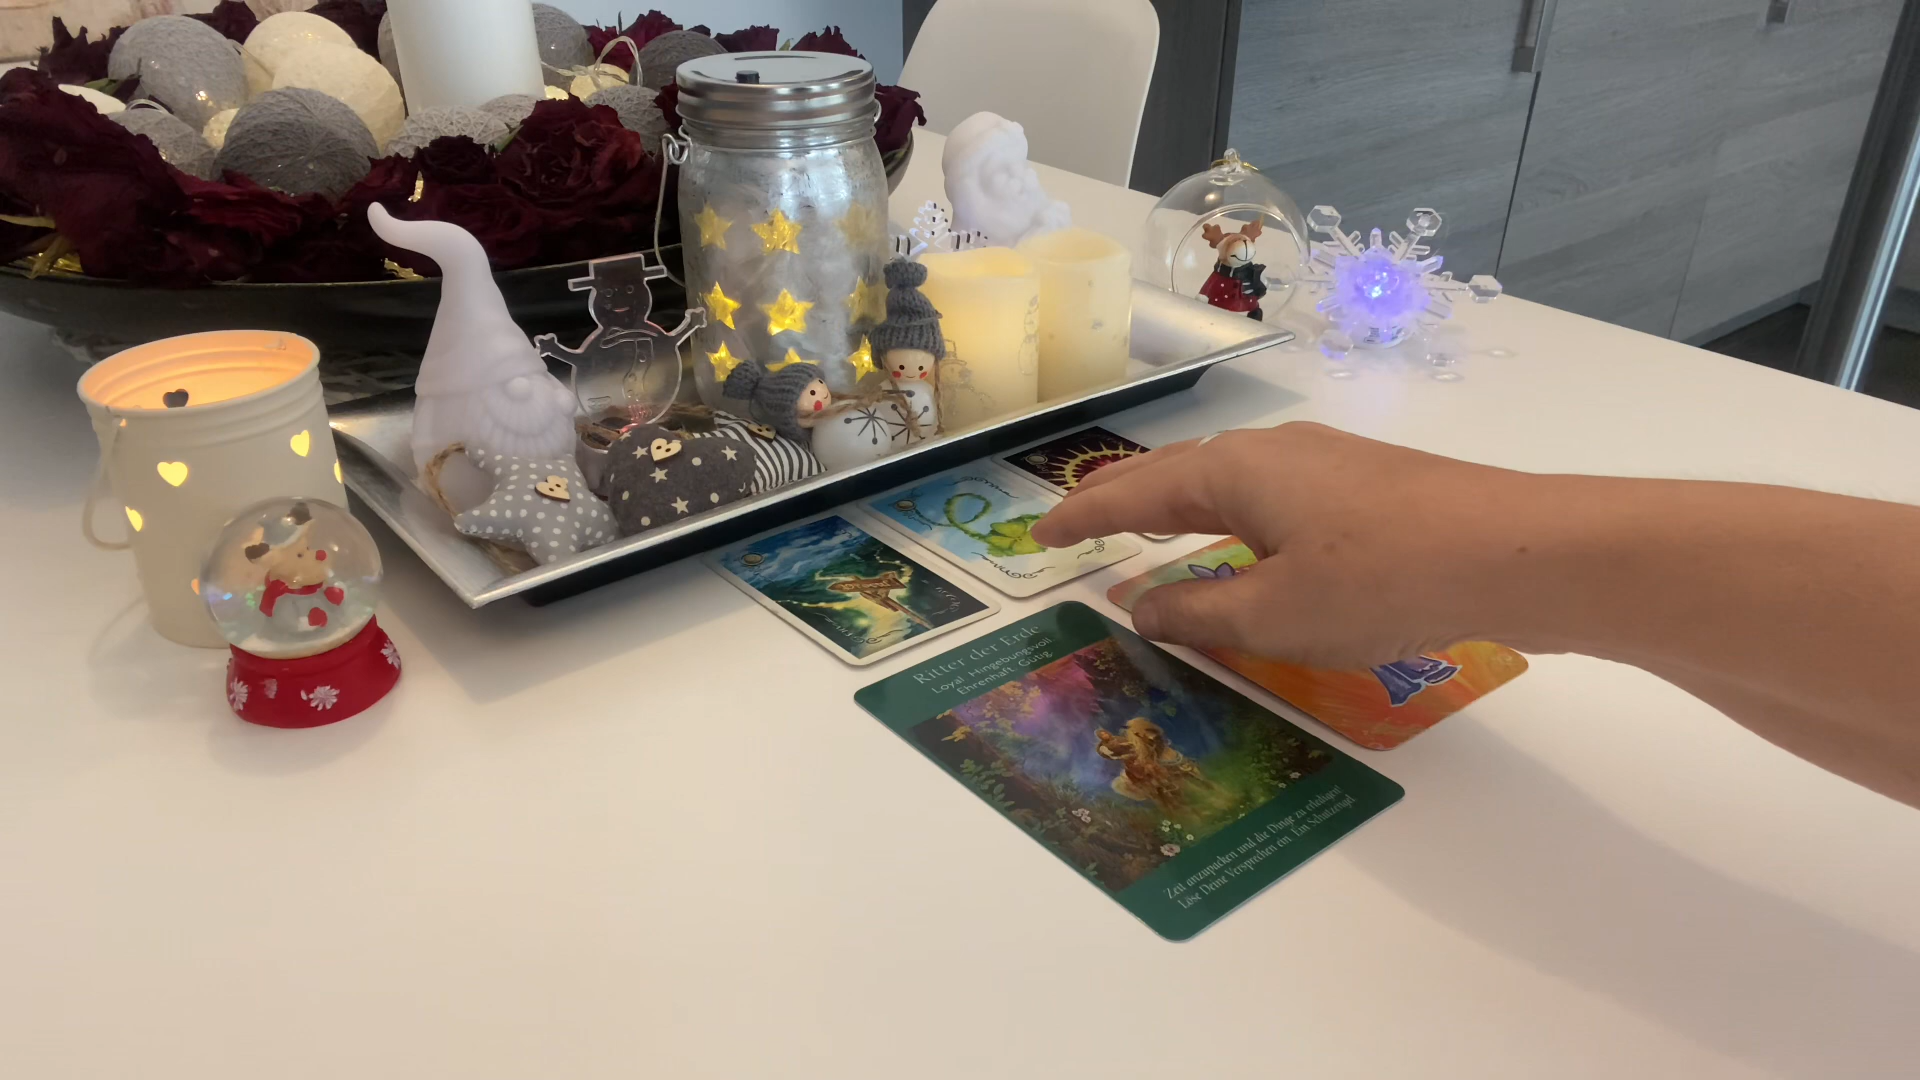 Ritter der Erde
Loyal Hingebungsvoll
Ehrenhaft Gütig
Zeit anzupacken und die Dinge zu erledigen!
Löse Deine Versprechen ein Ein Schutzengel